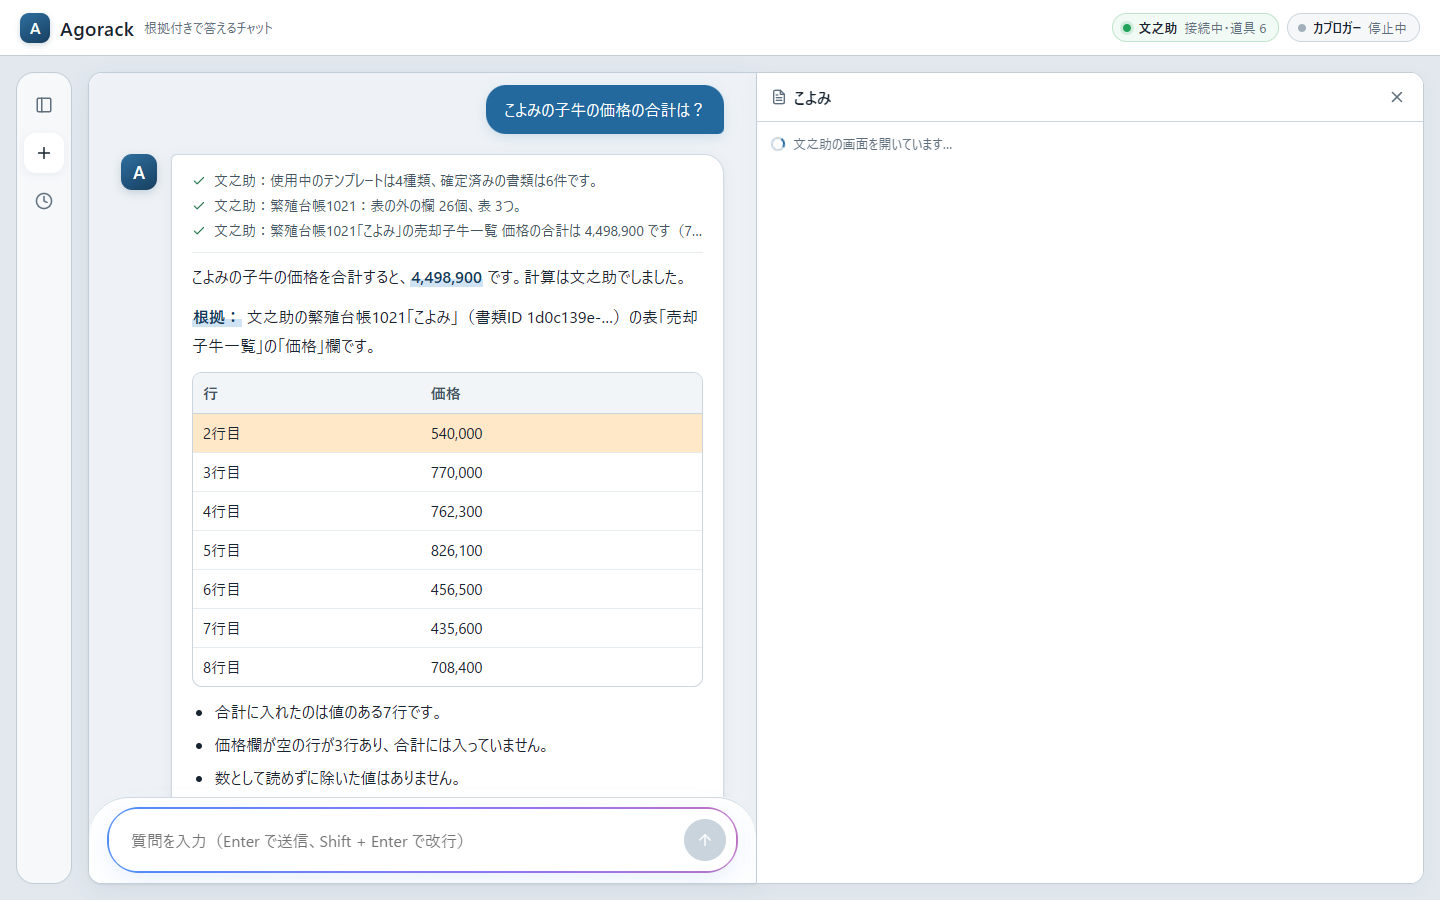 A Agorack 根拠付きで答えるチャット
文之助 接続中・道具 6
カブロガー 停止中
こよみの子牛の価格の合計は？
A
文之助：使用中のテンプレートは4種類、確定済みの書類は6件です。
文之助：繁殖台帳1021：表の外の欄 26個、表 3つ。
文之助：繁殖台帳1021「こよみ」の売却子牛一覧 価格の合計は 4,498,900 です（7...
こよみの子牛の価格を合計すると、4,498,900 です。計算は文之助でしました。
根拠： 文之助の繁殖台帳1021「こよみ」（書類ID 1d0c139e-...）の表「売却
子牛一覧」の「価格」欄です。
行 価格
2行目 540,000
3行目 770,000
4行目 762,300
5行目 826,100
6行目 456,500
7行目 435,600
8行目 708,400
合計に入れたのは値のある7行です。
価格欄が空の行が3行あり、合計には入っていません。
数として読めずに除いた値はありません。
質問を入力（Enter で送信、Shift + Enter で改行）
こよみ
文之助の画面を開いています...